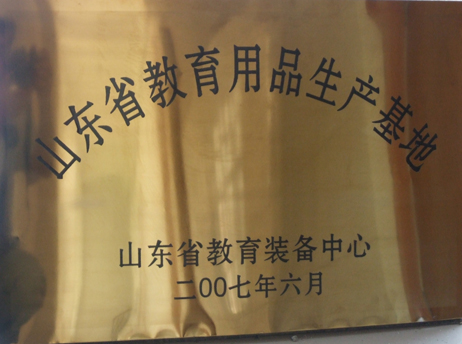 山东省教育用品生产基地
山东省教育装备中心
二00七年六月